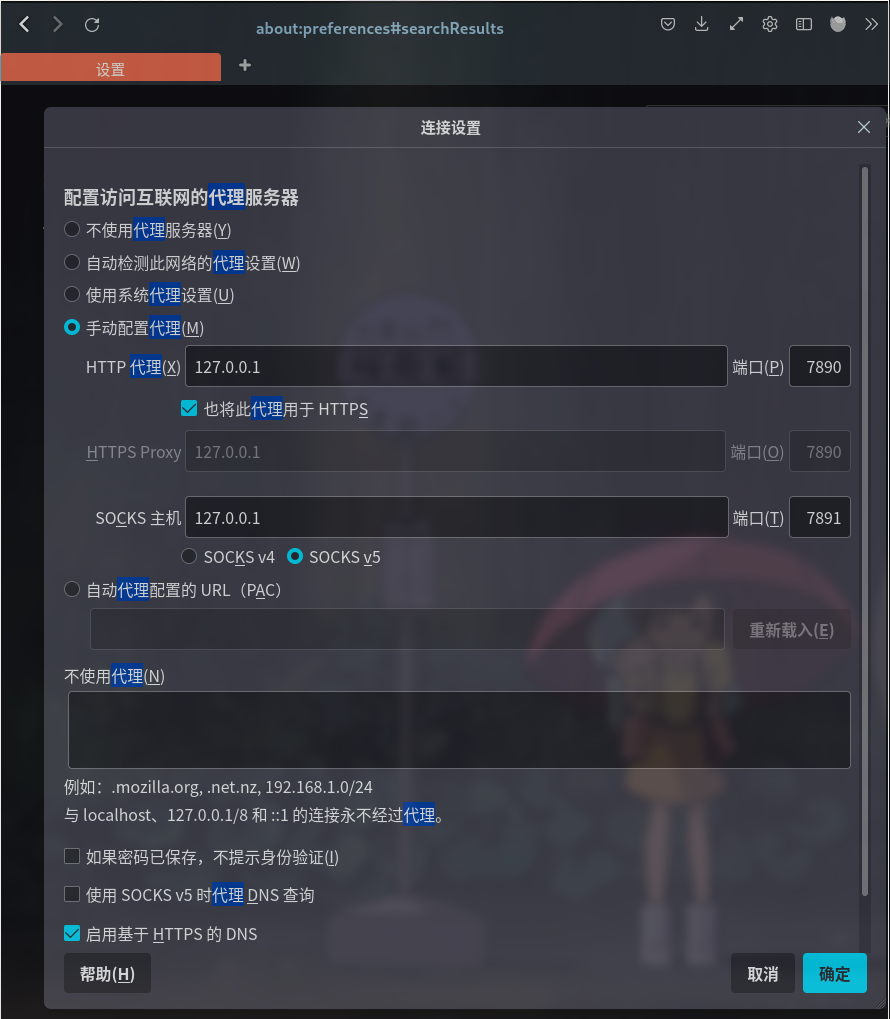 about:preferences#searchResults
设置
连接设置
配置访问互联网的代理服务器
不使用代理服务器(Y)
自动检测此网络的代理设置(W)
使用系统代理设置(U)
手动配置代理(M)
HTTP 代理(X) 127.0.0.1 端口(P) 7890
也将此代理用于 HTTPS
HTTPS Proxy 127.0.0.1 端口(O) 7890
SOCKS 主机 127.0.0.1 端口(T) 7891
SOCKS v4 SOCKS v5
自动代理配置的 URL（PAC）
重新载入(E)
不使用代理(N)
例如：.mozilla.org, .net.nz, 192.168.1.0/24
与 localhost、127.0.0.1/8 和 ::1 的连接永不经过代理。
如果密码已保存，不提示身份验证(I)
使用 SOCKS v5 时代理 DNS 查询
启用基于 HTTPS 的 DNS
帮助(H) 取消 确定